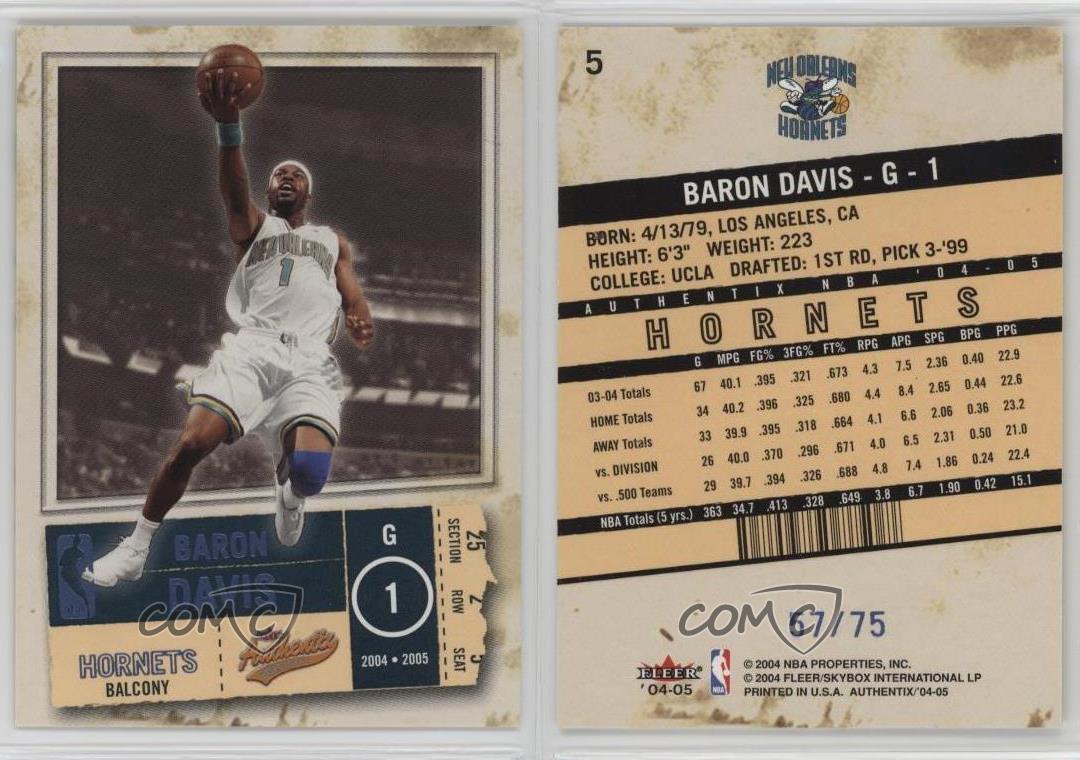 NEW ORLEANS
1
BARON
DAVIS
HORNETS
BALCONY
Authentix
G
1
2004 • 2005
SECTION 25
ROW 2
SEAT 5
COMC
5
NEW ORLEANS
HORNETS
BARON DAVIS - G - 1
BORN: 4/13/79, LOS ANGELES, CA
HEIGHT: 6'3" WEIGHT: 223
COLLEGE: UCLA DRAFTED: 1ST RD, PICK 3-'99
AUTHENTIX NBA '04-05
HORNETS
G MPG FG% 3FG% FT% RPG APG SPG BPG PPG
03-04 Totals 67 40.1 .395 .321 .673 4.3 7.5 2.36 0.40 22.9
HOME Totals 34 40.2 .396 .325 .680 4.4 8.4 2.65 0.44 22.6
AWAY Totals 33 39.9 .395 .318 .664 4.1 6.6 2.06 0.36 23.2
vs. DIVISION 26 40.0 .370 .296 .671 4.0 6.5 2.31 0.50 21.0
vs. .500 Teams 29 39.7 .394 .326 .688 4.8 7.4 1.86 0.24 22.4
NBA Totals (5 yrs.) 363 34.7 .413 .328 .649 3.8 6.7 1.90 0.42 15.1
57/75
COMC
FLEER
'04-05
NBA
© 2004 NBA PROPERTIES, INC.
© 2004 FLEER/SKYBOX INTERNATIONAL LP
PRINTED IN U.S.A. AUTHENTIX/'04-05